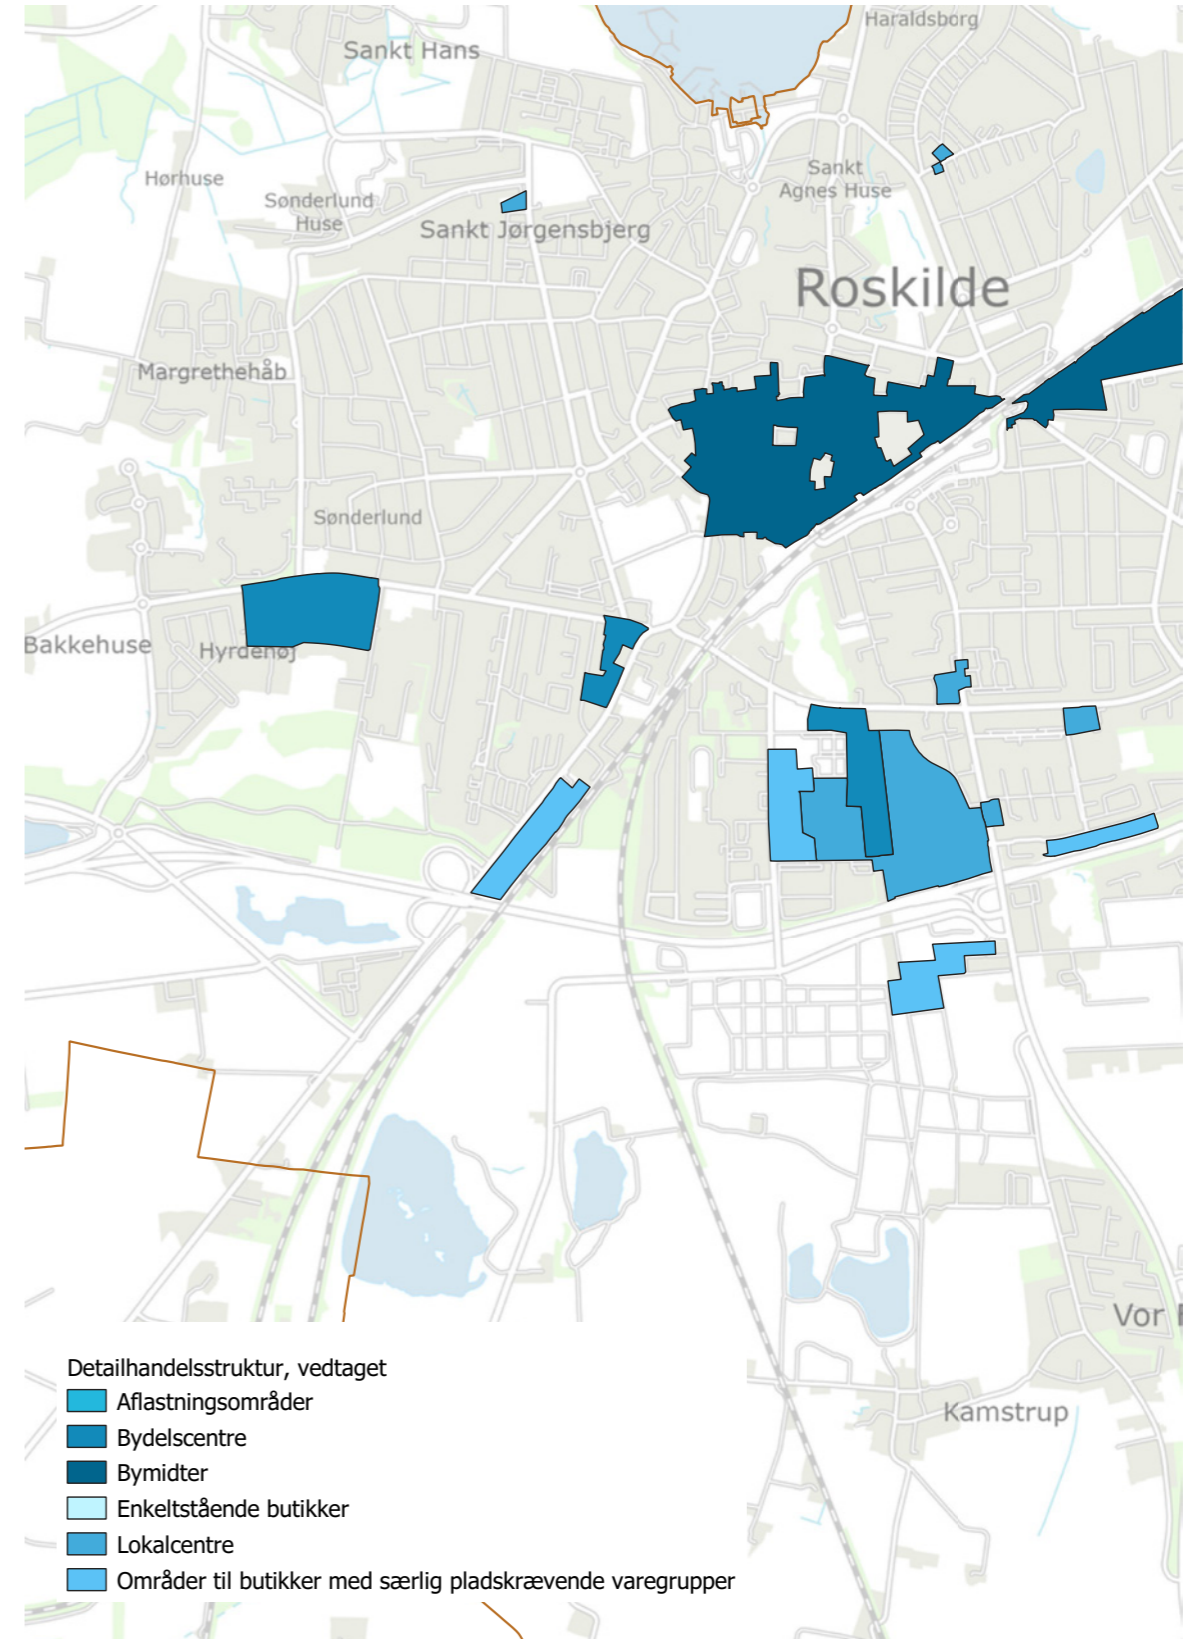 Haraldsborg
Sankt Hans
Sankt
Agnes Huse
Hørhuse
Sønderlund
Huse
Sankt Jørgensbjerg
Roskilde
Margrethehåb
Sønderlund
Bakkehuse
Hyrdehøj
Vor
Kamstrup
Detailhandelsstruktur, vedtaget
Aflastningsområder
Bydelscentre
Bymidter
Enkeltstående butikker
Lokalcentre
Områder til butikker med særlig pladskrævende varegrupper